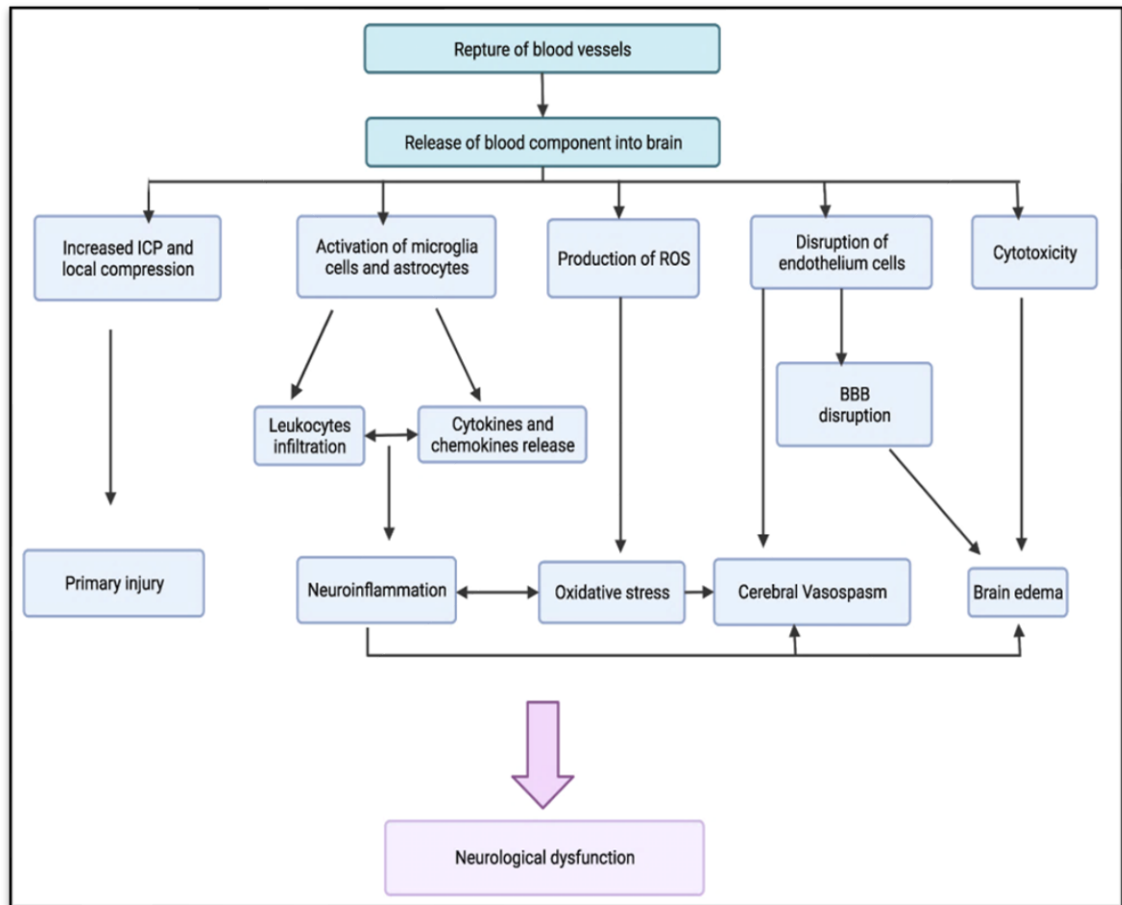 Repture of blood vessels
Release of blood component into brain
Increased ICP and
local compression
Activation of microglia
cells and astrocytes
Production of ROS
Disruption of
endothelium cells
Cytotoxicity
BBB
disruption
Leukocytes
infiltration
Cytokines and
chemokines release
Primary injury
Neuroinflammation
Oxidative stress
Cerebral Vasospasm
Brain edema
Neurological dysfunction